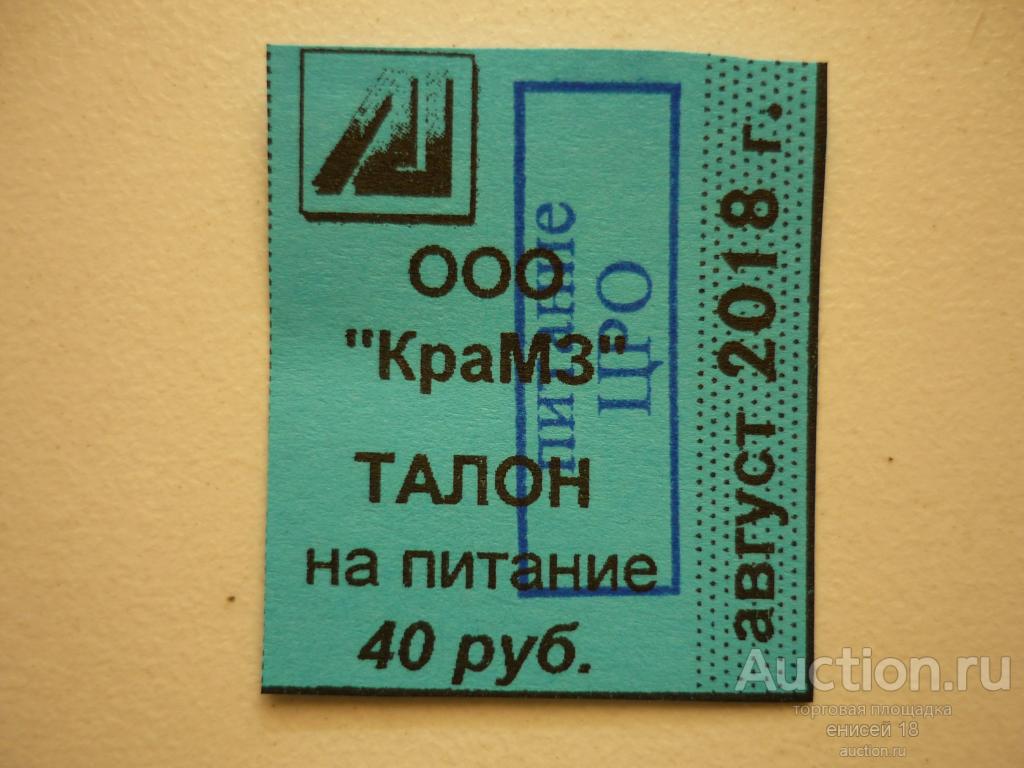 ООО
"КраМЗ"
ТАЛОН
на питание
40 руб.
питание
ЦРО
август 2018 г.
Auction.ru
торговая площадка
енисей 18
auction.ru